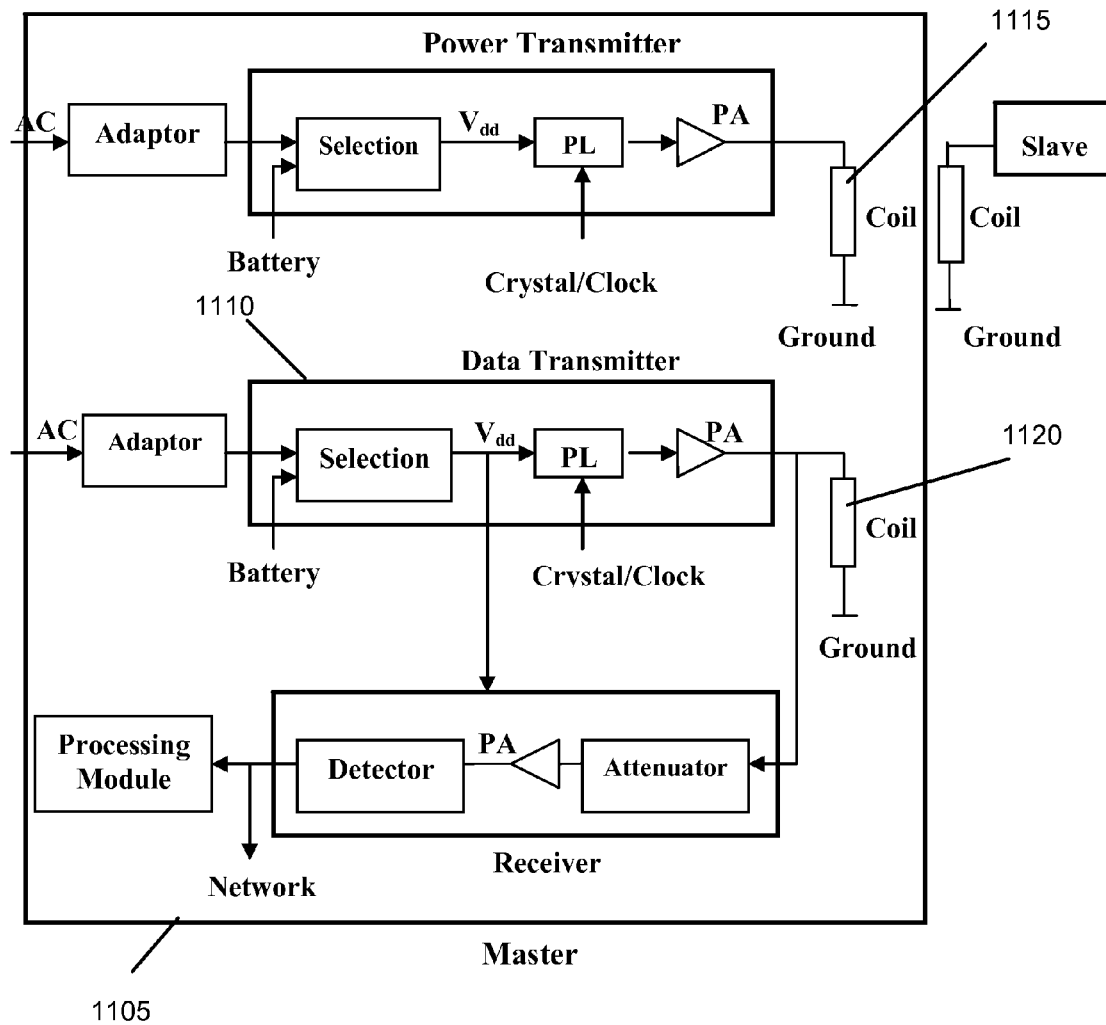 1115
Power Transmitter
AC
Adaptor
Selection
Vdd
PL
PA
Slave
Coil
Coil
Battery
Crystal/Clock
Ground
Ground
1110
Data Transmitter
AC
Adaptor
Selection
Vdd
PL
PA
1120
Coil
Battery
Crystal/Clock
Ground
Processing
Module
Detector
PA
Attenuator
Receiver
Network
Master
1105